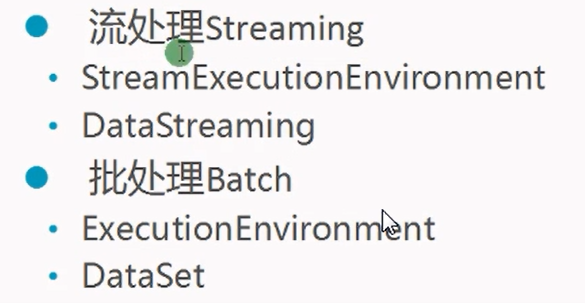 流处理Streaming
StreamExecutionEnvironment
DataStreaming
批处理Batch
ExecutionEnvironment
DataSet